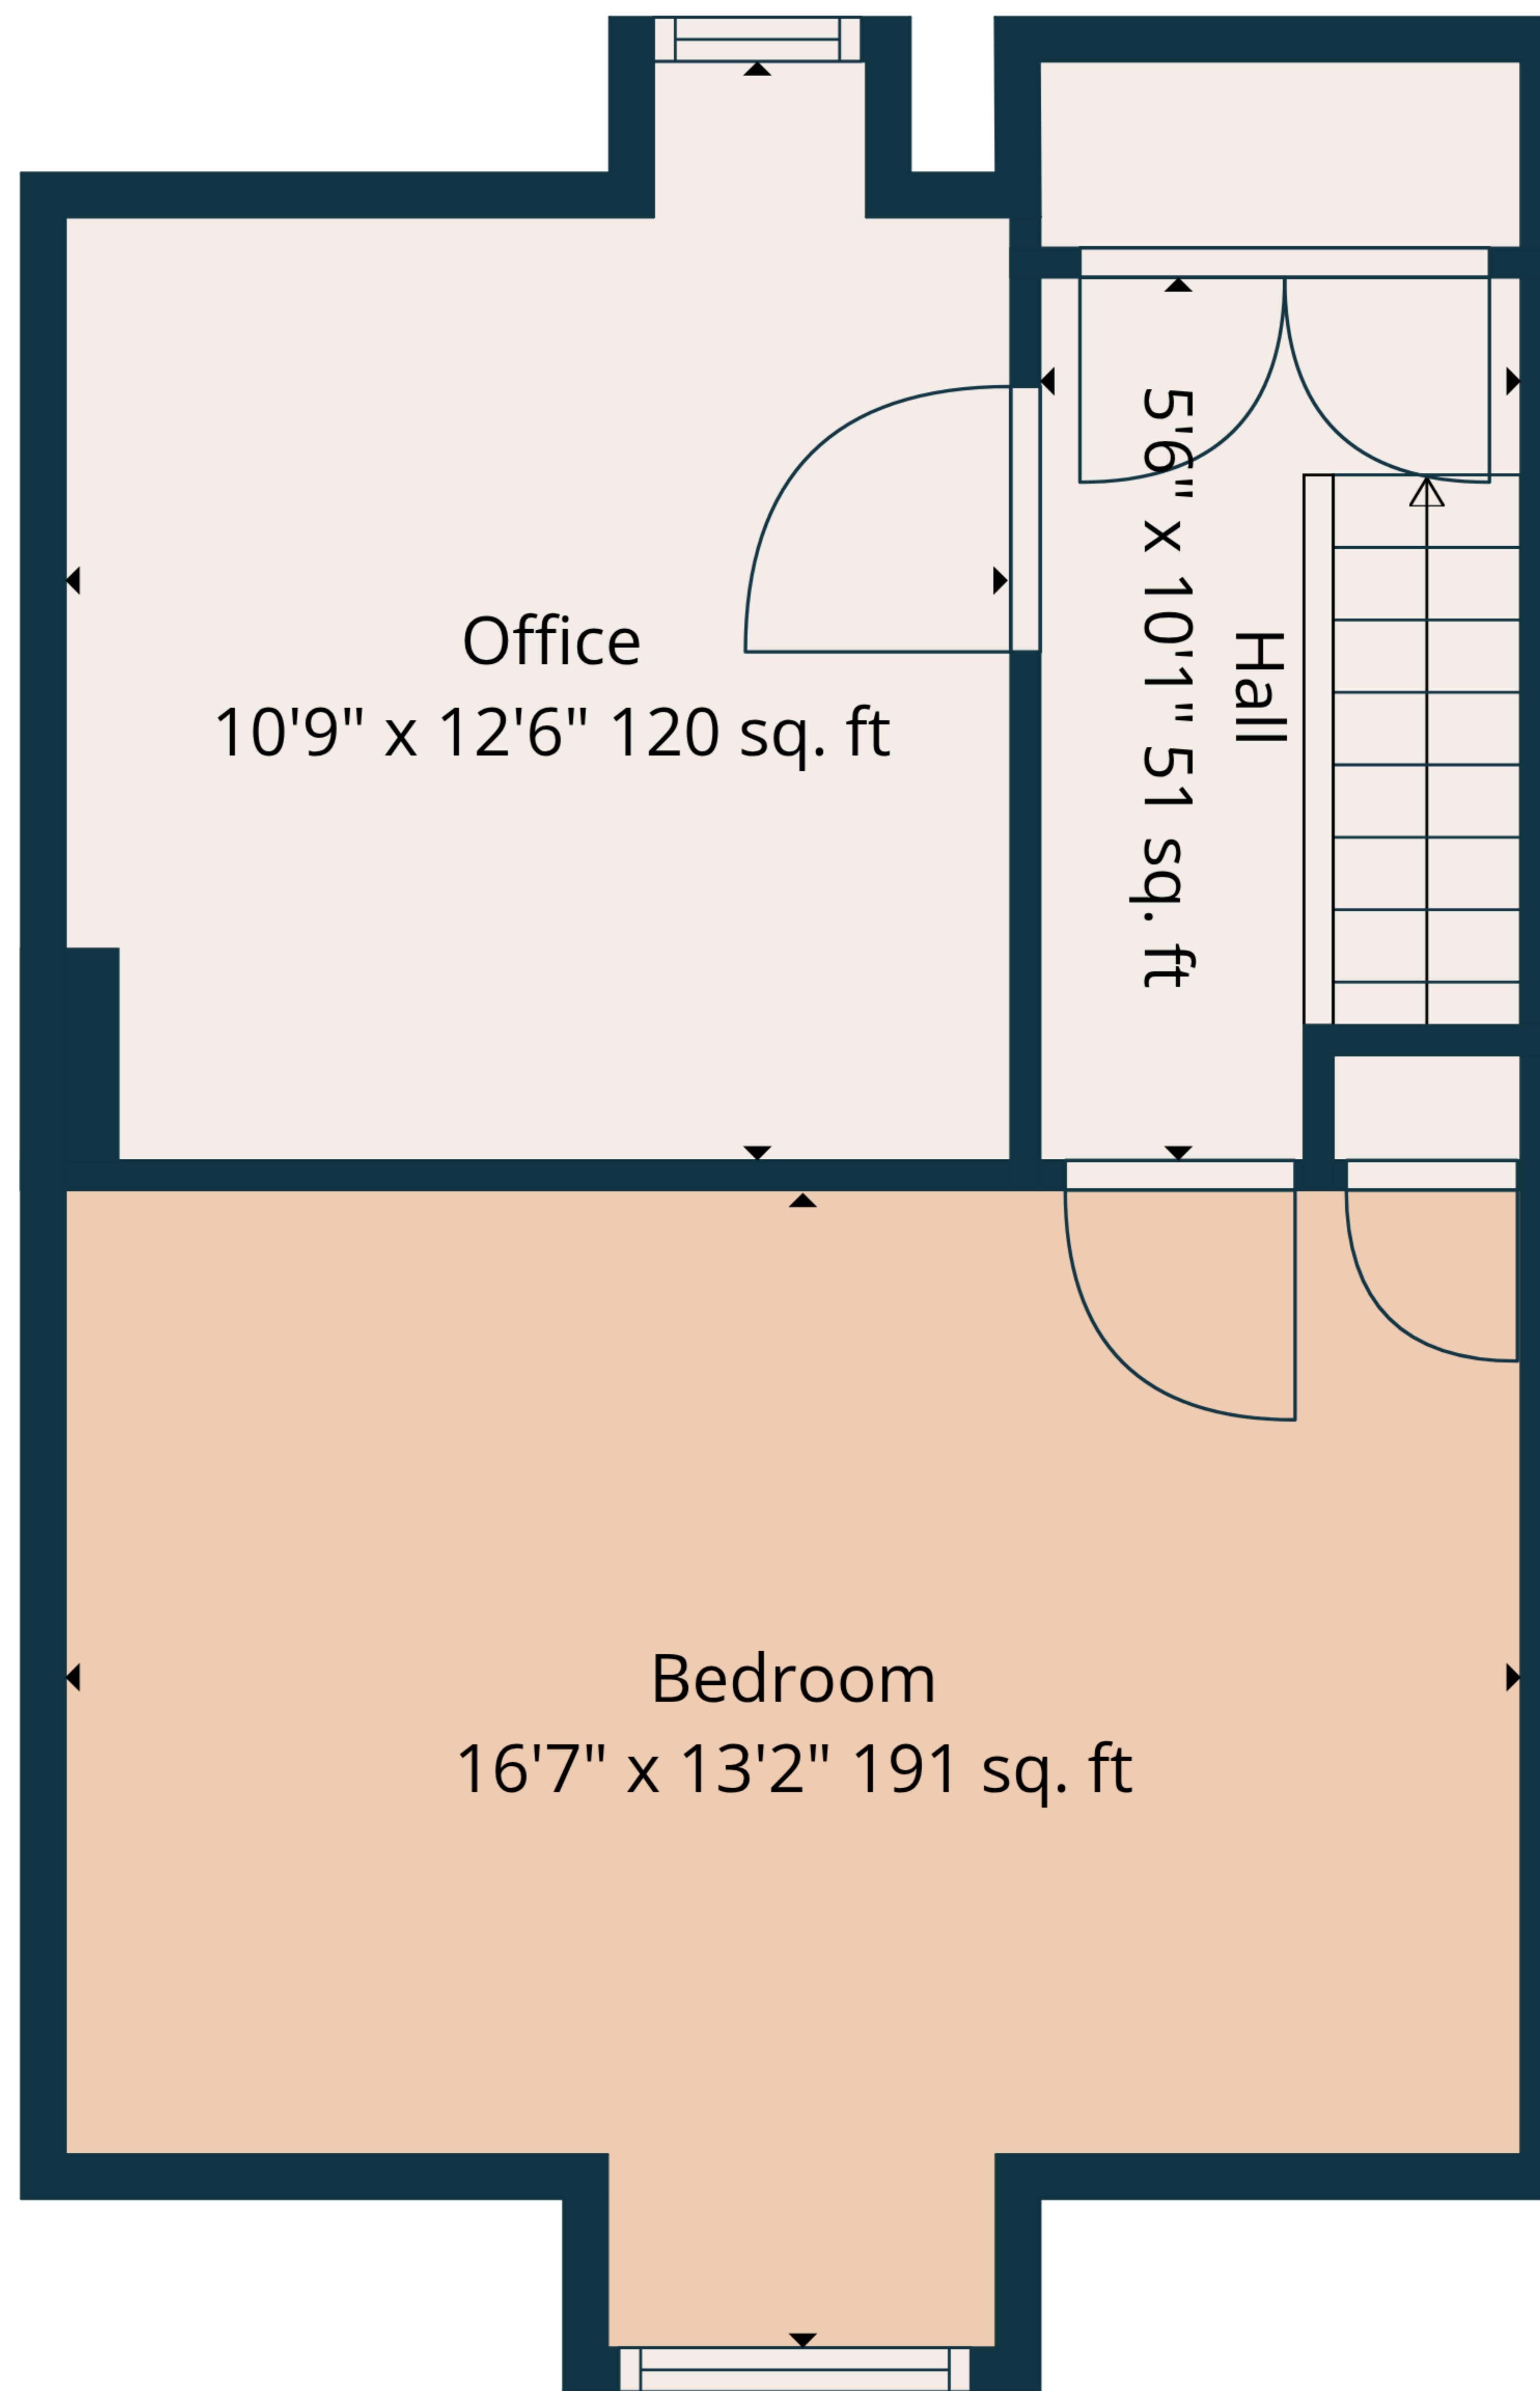 Office
10'9" x 12'6" 120 sq. ft
Hall
5'6" x 10'1" 51 sq. ft
Bedroom
16'7" x 13'2" 191 sq. ft